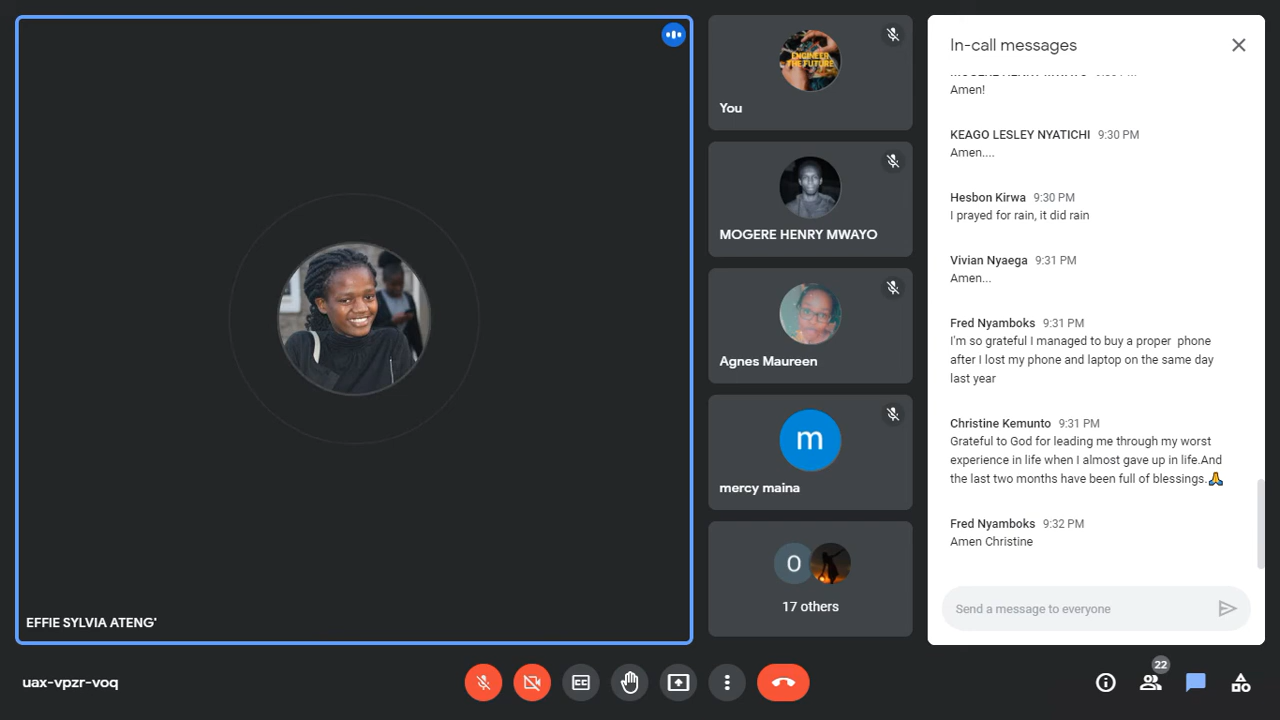 ENGINEER
THE FUTURE
You
MOGERE HENRY MWAYO
Agnes Maureen
m
mercy maina
O
17 others
EFFIE SYLVIA ATENG'
In-call messages
Amen!
KEAGO LESLEY NYATICHI 9:30 PM
Amen....
Hesbon Kirwa 9:30 PM
I prayed for rain, it did rain
Vivian Nyaega 9:31 PM
Amen...
Fred Nyamboks 9:31 PM
I'm so grateful I managed to buy a proper  phone
after I lost my phone and laptop on the same day
last year
Christine Kemunto 9:31 PM
Grateful to God for leading me through my worst
experience in life when I almost gave up in life.And
the last two months have been full of blessings.🙏
Fred Nyamboks 9:32 PM
Amen Christine
Send a message to everyone
uax-vpzr-voq
CC
22